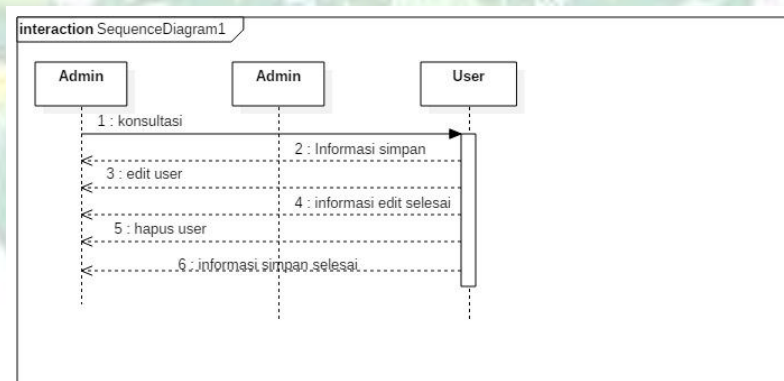 interaction SequenceDiagram1
Admin
Admin
User
1 : konsultasi
2 : Informasi simpan
3 : edit user
4 : informasi edit selesai
5 : hapus user
6 : informasi simpan selesai